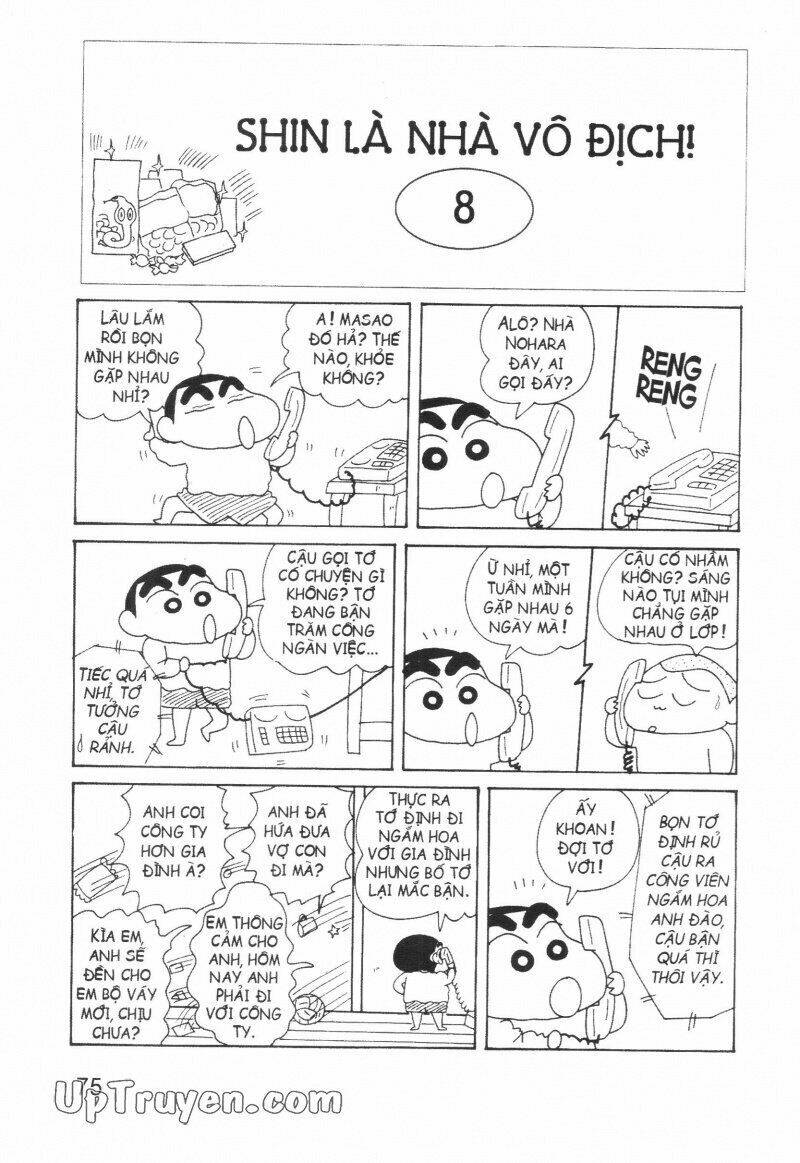 SHIN LÀ NHÀ VÔ ĐỊCH!
8
RENG
RENG
ALÔ? NHÀ
NOHARA
ĐÂY, AI
GỌI ĐẤY?
A! MASAO
ĐÓ HẢ? THẾ
NÀO, KHỎE
KHÔNG?
LÂU LẮM
RỒI BỌN
MÌNH KHÔNG
GẶP NHAU
NHỈ?
CẬU CÓ NHẦM
KHÔNG? SÁNG
NÀO TỤI MÌNH
CHẲNG GẶP
NHAU Ở LỚP!
Ừ NHỈ, MỘT
TUẦN MÌNH
GẶP NHAU 6
NGÀY MÀ!
CẬU GỌI TỚ
CÓ CHUYỆN GÌ
KHÔNG? TỚ
ĐANG BẬN
TRĂM CÔNG
NGÀN VIỆC...
TIẾC QUÁ
NHỈ, TỚ
TƯỞNG
CẬU
RẢNH.
BỌN TỚ
ĐỊNH RỦ
CẬU RA
CÔNG VIÊN
NGẮM HOA
ANH ĐÀO,
CẬU BẬN
QUÁ THÌ
THÔI VẬY.
ẤY
KHOAN!
ĐỢI TỚ
VỚI!
THỰC RA
TỚ ĐỊNH ĐI
NGẮM HOA
VỚI GIA ĐÌNH
NHƯNG BỐ TỚ
LẠI MẮC BẬN.
ANH ĐÃ
HỨA ĐƯA
VỢ CON
ĐI MÀ?
EM THÔNG
CẢM CHO
ANH, HÔM
NAY ANH
PHẢI ĐI
VỚI CÔNG
TY.
ANH COI
CÔNG TY
HƠN GIA
ĐÌNH À?
KÌA EM,
ANH SẼ
ĐỀN CHO
EM BỘ VÁY
MỚI, CHỊU
CHƯA?
75
UpTruyen.com